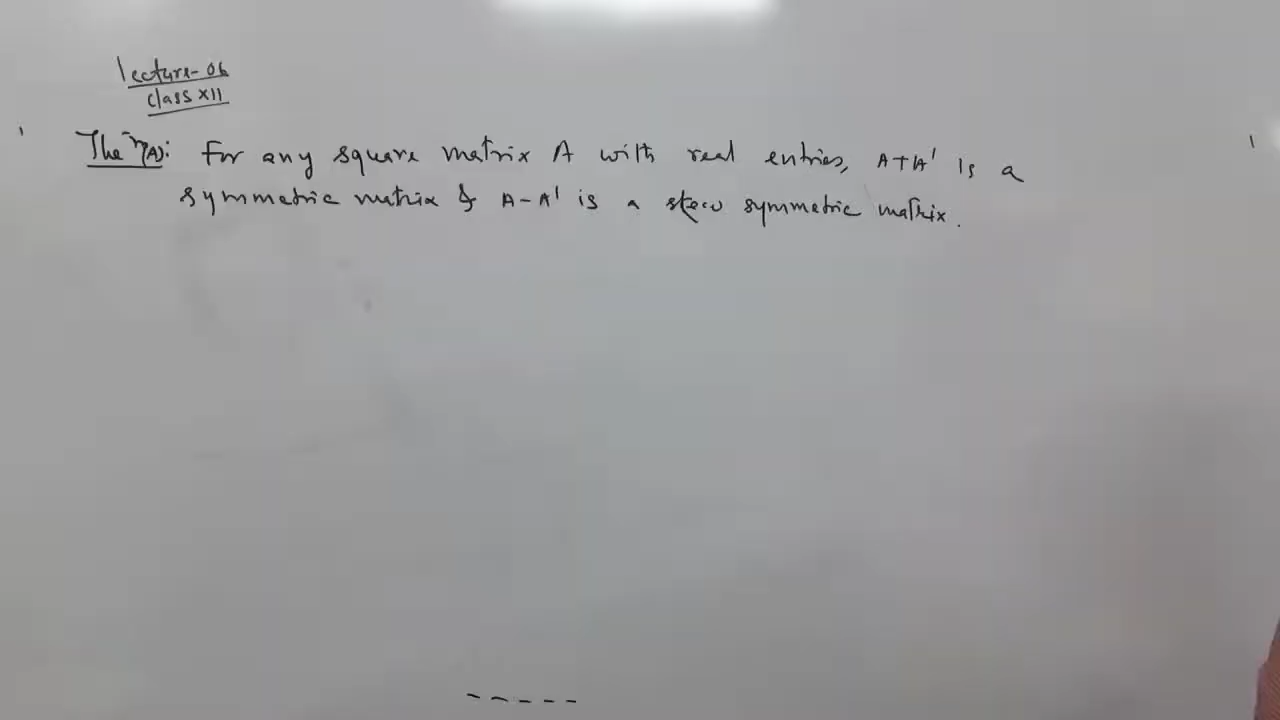 Lecture-06
Class XII
The m(A): For any square matrix A with real entries, A+A' is a
symmetric matrix & A-A' is a skew symmetric matrix.